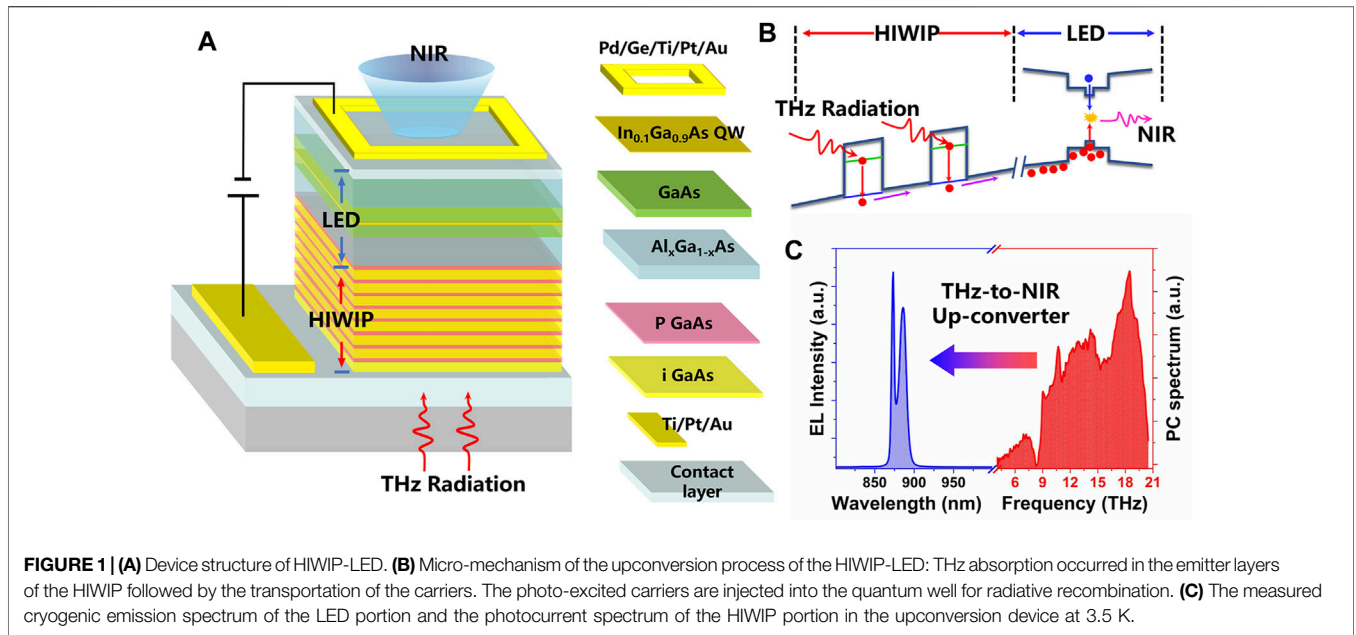 A
NIR
LED
HIWIP
THz Radiation
Pd/Ge/Ti/Pt/Au
In0.1Ga0.9As QW
GaAs
AlxGa1-xAs
P GaAs
i GaAs
Ti/Pt/Au
Contact
layer
B
HIWIP
LED
THz Radiation
NIR
C
THz-to-NIR
Up-converter
EL Intensity (a.u.)
PC spectrum (a.u.)
850 900 950
6 9 12 15 18 21
Wavelength (nm)
Frequency (THz)
FIGURE 1 | (A) Device structure of HIWIP-LED. (B) Micro-mechanism of the upconversion process of the HIWIP-LED: THz absorption occurred in the emitter layers
of the HIWIP followed by the transportation of the carriers. The photo-excited carriers are injected into the quantum well for radiative recombination. (C) The measured
cryogenic emission spectrum of the LED portion and the photocurrent spectrum of the HIWIP portion in the upconversion device at 3.5 K.